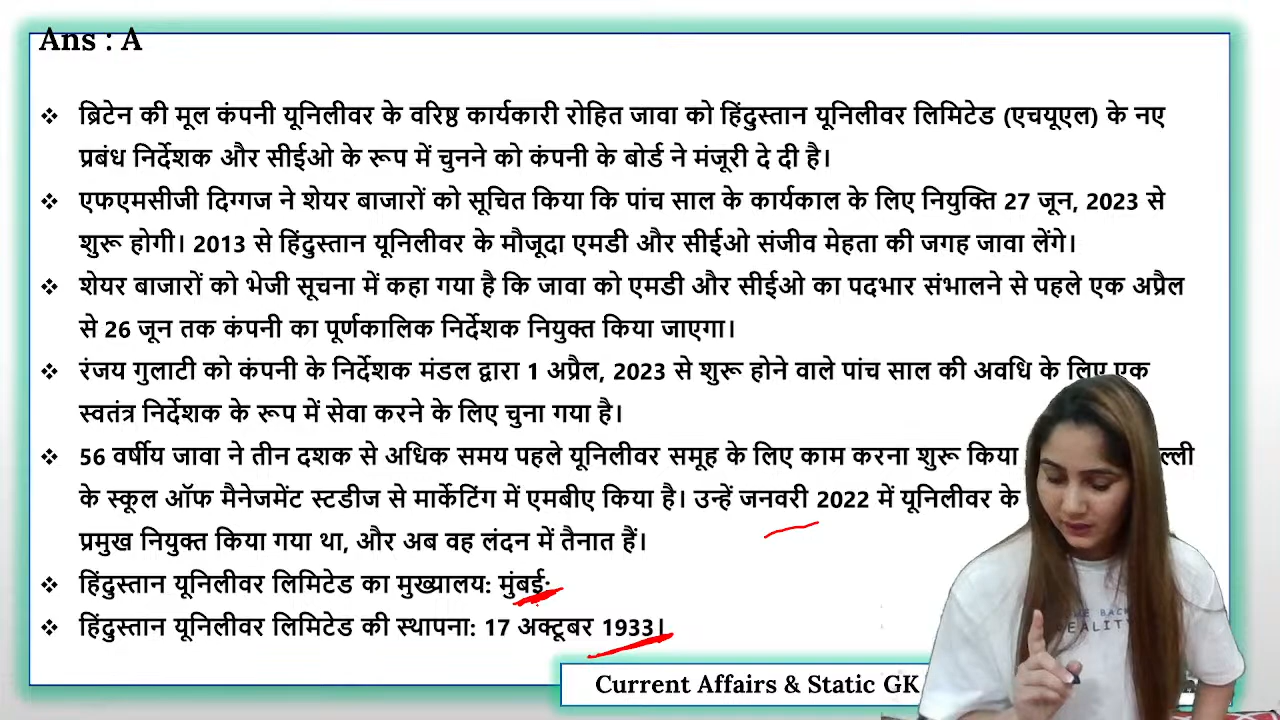 Ans : A
❖ ब्रिटेन की मूल कंपनी यूनिलीवर के वरिष्ठ कार्यकारी रोहित जावा को हिंदुस्तान यूनिलीवर लिमिटेड (एचयूएल) के नए
प्रबंध निर्देशक और सीईओ के रूप में चुनने को कंपनी के बोर्ड ने मंजूरी दे दी है।
❖ एफएमसीजी दिग्गज ने शेयर बाजारों को सूचित किया कि पांच साल के कार्यकाल के लिए नियुक्ति 27 जून, 2023 से
शुरू होगी। 2013 से हिंदुस्तान यूनिलीवर के मौजूदा एमडी और सीईओ संजीव मेहता की जगह जावा लेंगे।
❖ शेयर बाजारों को भेजी सूचना में कहा गया है कि जावा को एमडी और सीईओ का पदभार संभालने से पहले एक अप्रैल
से 26 जून तक कंपनी का पूर्णकालिक निर्देशक नियुक्त किया जाएगा।
❖ रंजय गुलाटी को कंपनी के निर्देशक मंडल द्वारा 1 अप्रैल, 2023 से शुरू होने वाले पांच साल की अवधि के लिए एक
स्वतंत्र निर्देशक के रूप में सेवा करने के लिए चुना गया है।
❖ 56 वर्षीय जावा ने तीन दशक से अधिक समय पहले यूनिलीवर समूह के लिए काम करना शुरू किया
के स्कूल ऑफ मैनेजमेंट स्टडीज से मार्केटिंग में एमबीए किया है। उन्हें जनवरी 2022 में यूनिलीवर के
प्रमुख नियुक्त किया गया था, और अब वह लंदन में तैनात हैं।
❖ हिंदुस्तान यूनिलीवर लिमिटेड का मुख्यालय: मुंबई;
❖ हिंदुस्तान यूनिलीवर लिमिटेड की स्थापना: 17 अक्टूबर 1933।
Current Affairs & Static GK
REALITY